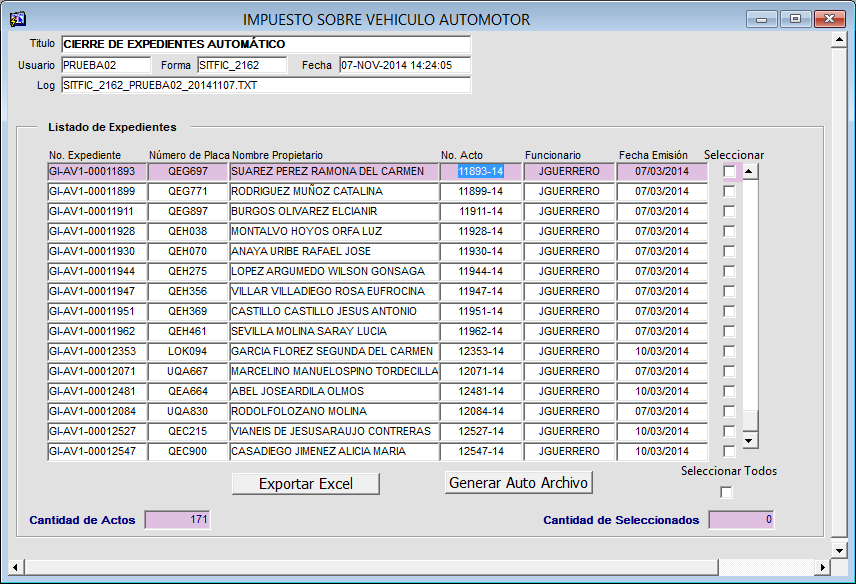 IMPUESTO SOBRE VEHICULO AUTOMOTOR
Titulo CIERRE DE EXPEDIENTES AUTOMÁTICO
Usuario PRUEBA02 Forma SITFIC_2162 Fecha 07-NOV-2014 14:24:05
Log SITFIC_2162_PRUEBA02_20141107.TXT
Listado de Expedientes
No. Expediente Número de Placa Nombre Propietario No. Acto Funcionario Fecha Emisión Seleccionar
GI-AV1-00011893 QEG697 SUAREZ PEREZ RAMONA DEL CARMEN 11893-14 JGUERRERO 07/03/2014
GI-AV1-00011899 QEG771 RODRIGUEZ MUÑOZ CATALINA 11899-14 JGUERRERO 07/03/2014
GI-AV1-00011911 QEG897 BURGOS OLIVAREZ ELCIANIR 11911-14 JGUERRERO 07/03/2014
GI-AV1-00011928 QEH038 MONTALVO HOYOS ORFA LUZ 11928-14 JGUERRERO 07/03/2014
GI-AV1-00011930 QEH070 ANAYA URIBE RAFAEL JOSE 11930-14 JGUERRERO 07/03/2014
GI-AV1-00011944 QEH275 LOPEZ ARGUMEDO WILSON GONSAGA 11944-14 JGUERRERO 07/03/2014
GI-AV1-00011947 QEH356 VILLAR VILLADIEGO ROSA EUFROCINA 11947-14 JGUERRERO 07/03/2014
GI-AV1-00011951 QEH369 CASTILLO CASTILLO JESUS ANTONIO 11951-14 JGUERRERO 07/03/2014
GI-AV1-00011962 QEH461 SEVILLA MOLINA SARAY LUCIA 11962-14 JGUERRERO 07/03/2014
GI-AV1-00012353 LOK094 GARCIA FLOREZ SEGUNDA DEL CARMEN 12353-14 JGUERRERO 10/03/2014
GI-AV1-00012071 UQA667 MARCELINO MANUELOSPINO TORDECILLA 12071-14 JGUERRERO 07/03/2014
GI-AV1-00012481 QEA664 ABEL JOSEARDILA OLMOS 12481-14 JGUERRERO 10/03/2014
GI-AV1-00012084 UQA830 RODOLFOLOZANO MOLINA 12084-14 JGUERRERO 07/03/2014
GI-AV1-00012527 QEC215 VIANEIS DE JESUSARAUJO CONTRERAS 12527-14 JGUERRERO 10/03/2014
GI-AV1-00012547 QEC900 CASADIEGO JIMENEZ ALICIA MARIA 12547-14 JGUERRERO 10/03/2014
Exportar Excel Generar Auto Archivo Seleccionar Todos
Cantidad de Actos 171 Cantidad de Seleccionados 0